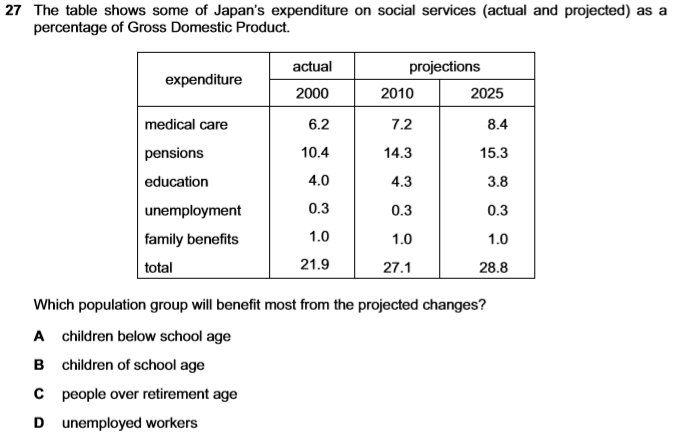 27 The table shows some of Japan's expenditure on social services (actual and projected) as a
percentage of Gross Domestic Product.
expenditure actual projections
2000 2010 2025
medical care 6.2 7.2 8.4
pensions 10.4 14.3 15.3
education 4.0 4.3 3.8
unemployment 0.3 0.3 0.3
family benefits 1.0 1.0 1.0
total 21.9 27.1 28.8
Which population group will benefit most from the projected changes?
A children below school age
B children of school age
C people over retirement age
D unemployed workers